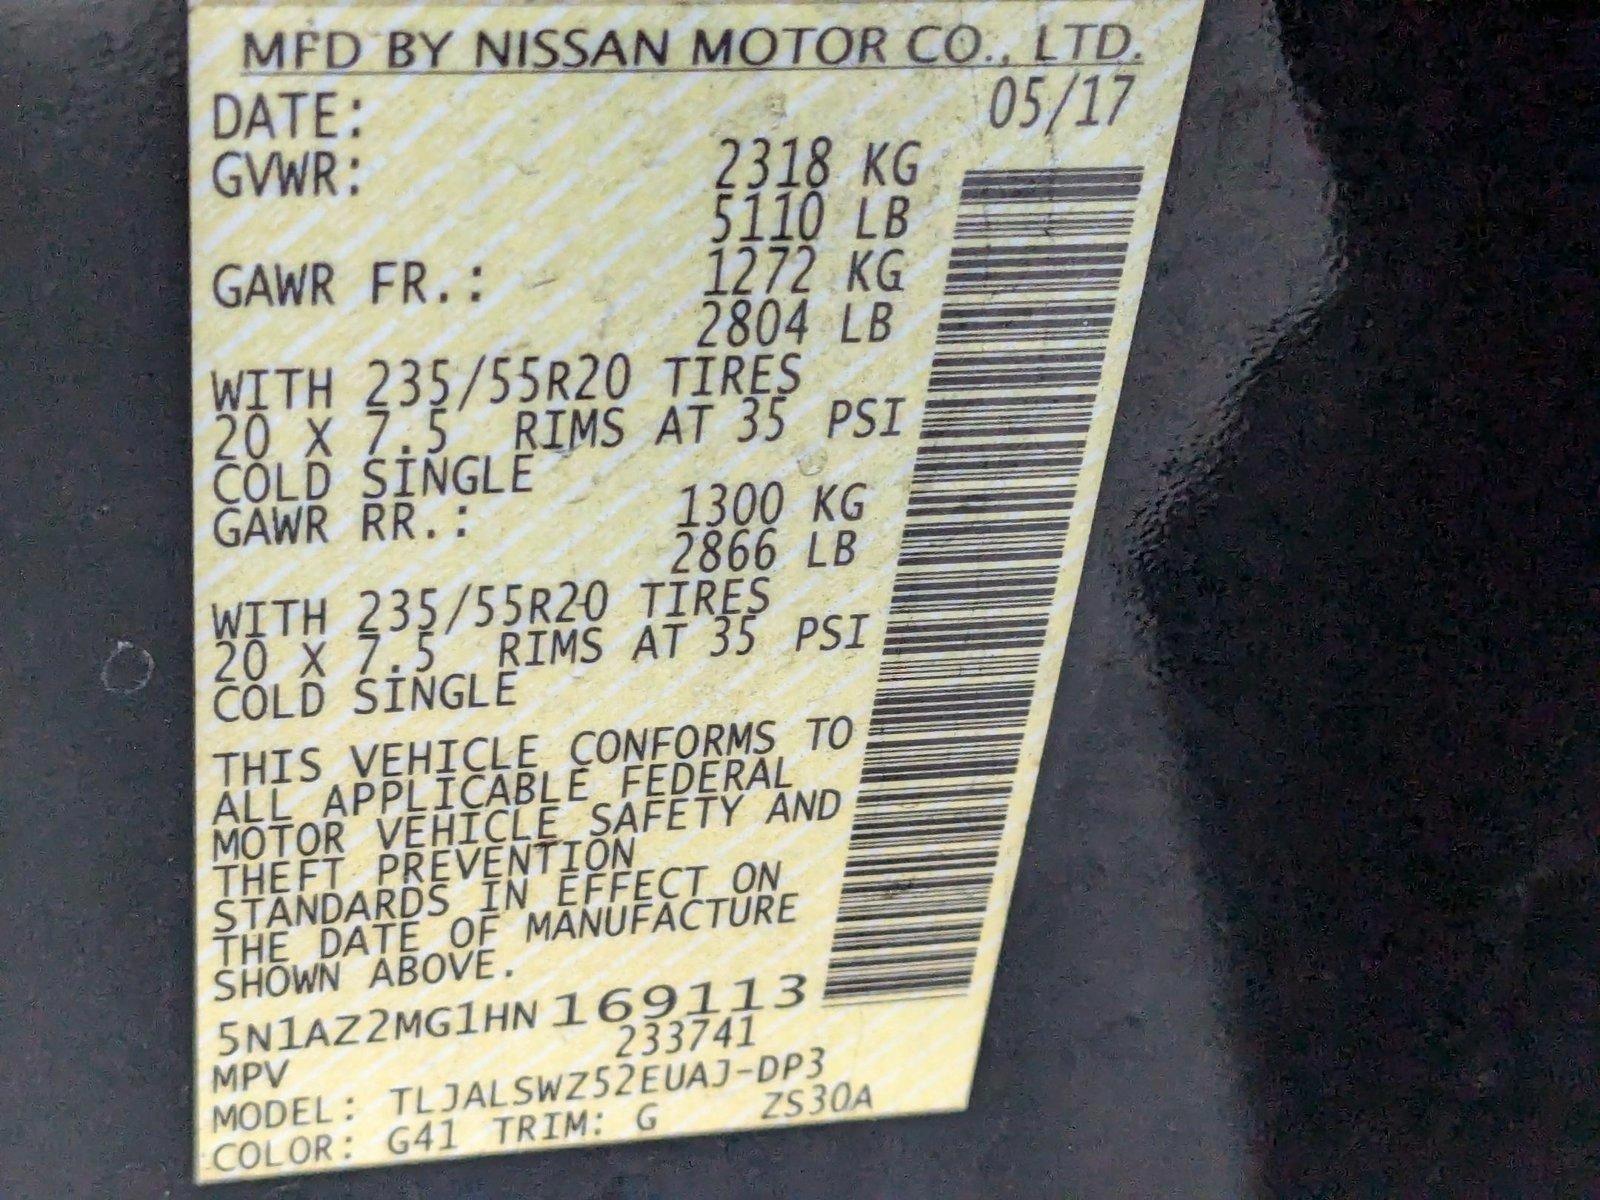 MFD BY NISSAN MOTOR CO., LTD.
DATE: 05/17
GVWR: 2318 KG
5110 LB
GAWR FR.: 1272 KG
2804 LB
WITH 235/55R20 TIRES
20 X 7.5 RIMS AT 35 PSI
COLD SINGLE
GAWR RR.: 1300 KG
2866 LB
WITH 235/55R20 TIRES
20 X 7.5 RIMS AT 35 PSI
COLD SINGLE
THIS VEHICLE CONFORMS TO
ALL APPLICABLE FEDERAL
MOTOR VEHICLE SAFETY AND
THEFT PREVENTION
STANDARDS IN EFFECT ON
THE DATE OF MANUFACTURE
SHOWN ABOVE.
5N1AZ2MG1HN169113
MPV 233741
MODEL: TLJALSWZ52EUAJ-DP3
COLOR: G41 TRIM: G ZS30A